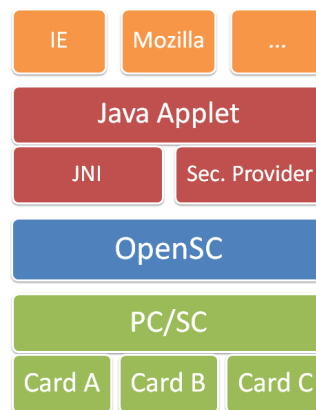 IE Mozilla ...
Java Applet
JNI Sec. Provider
OpenSC
PC/SC
Card A Card B Card C